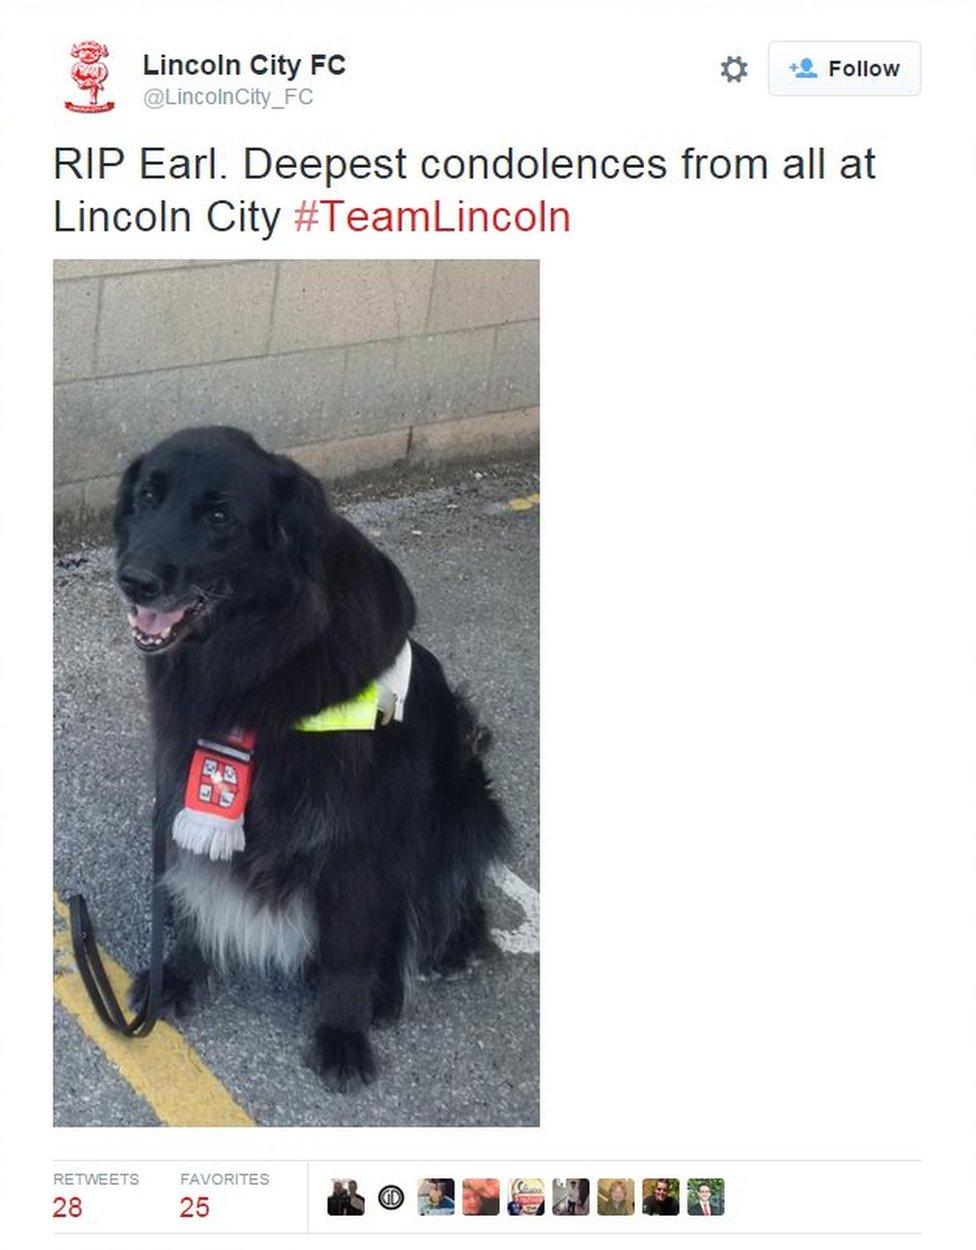 Lincoln City FC
@LincolnCity_FC
Follow
RIP Earl. Deepest condolences from all at
Lincoln City #TeamLincoln
RETWEETS
FAVORITES
28
25
GD